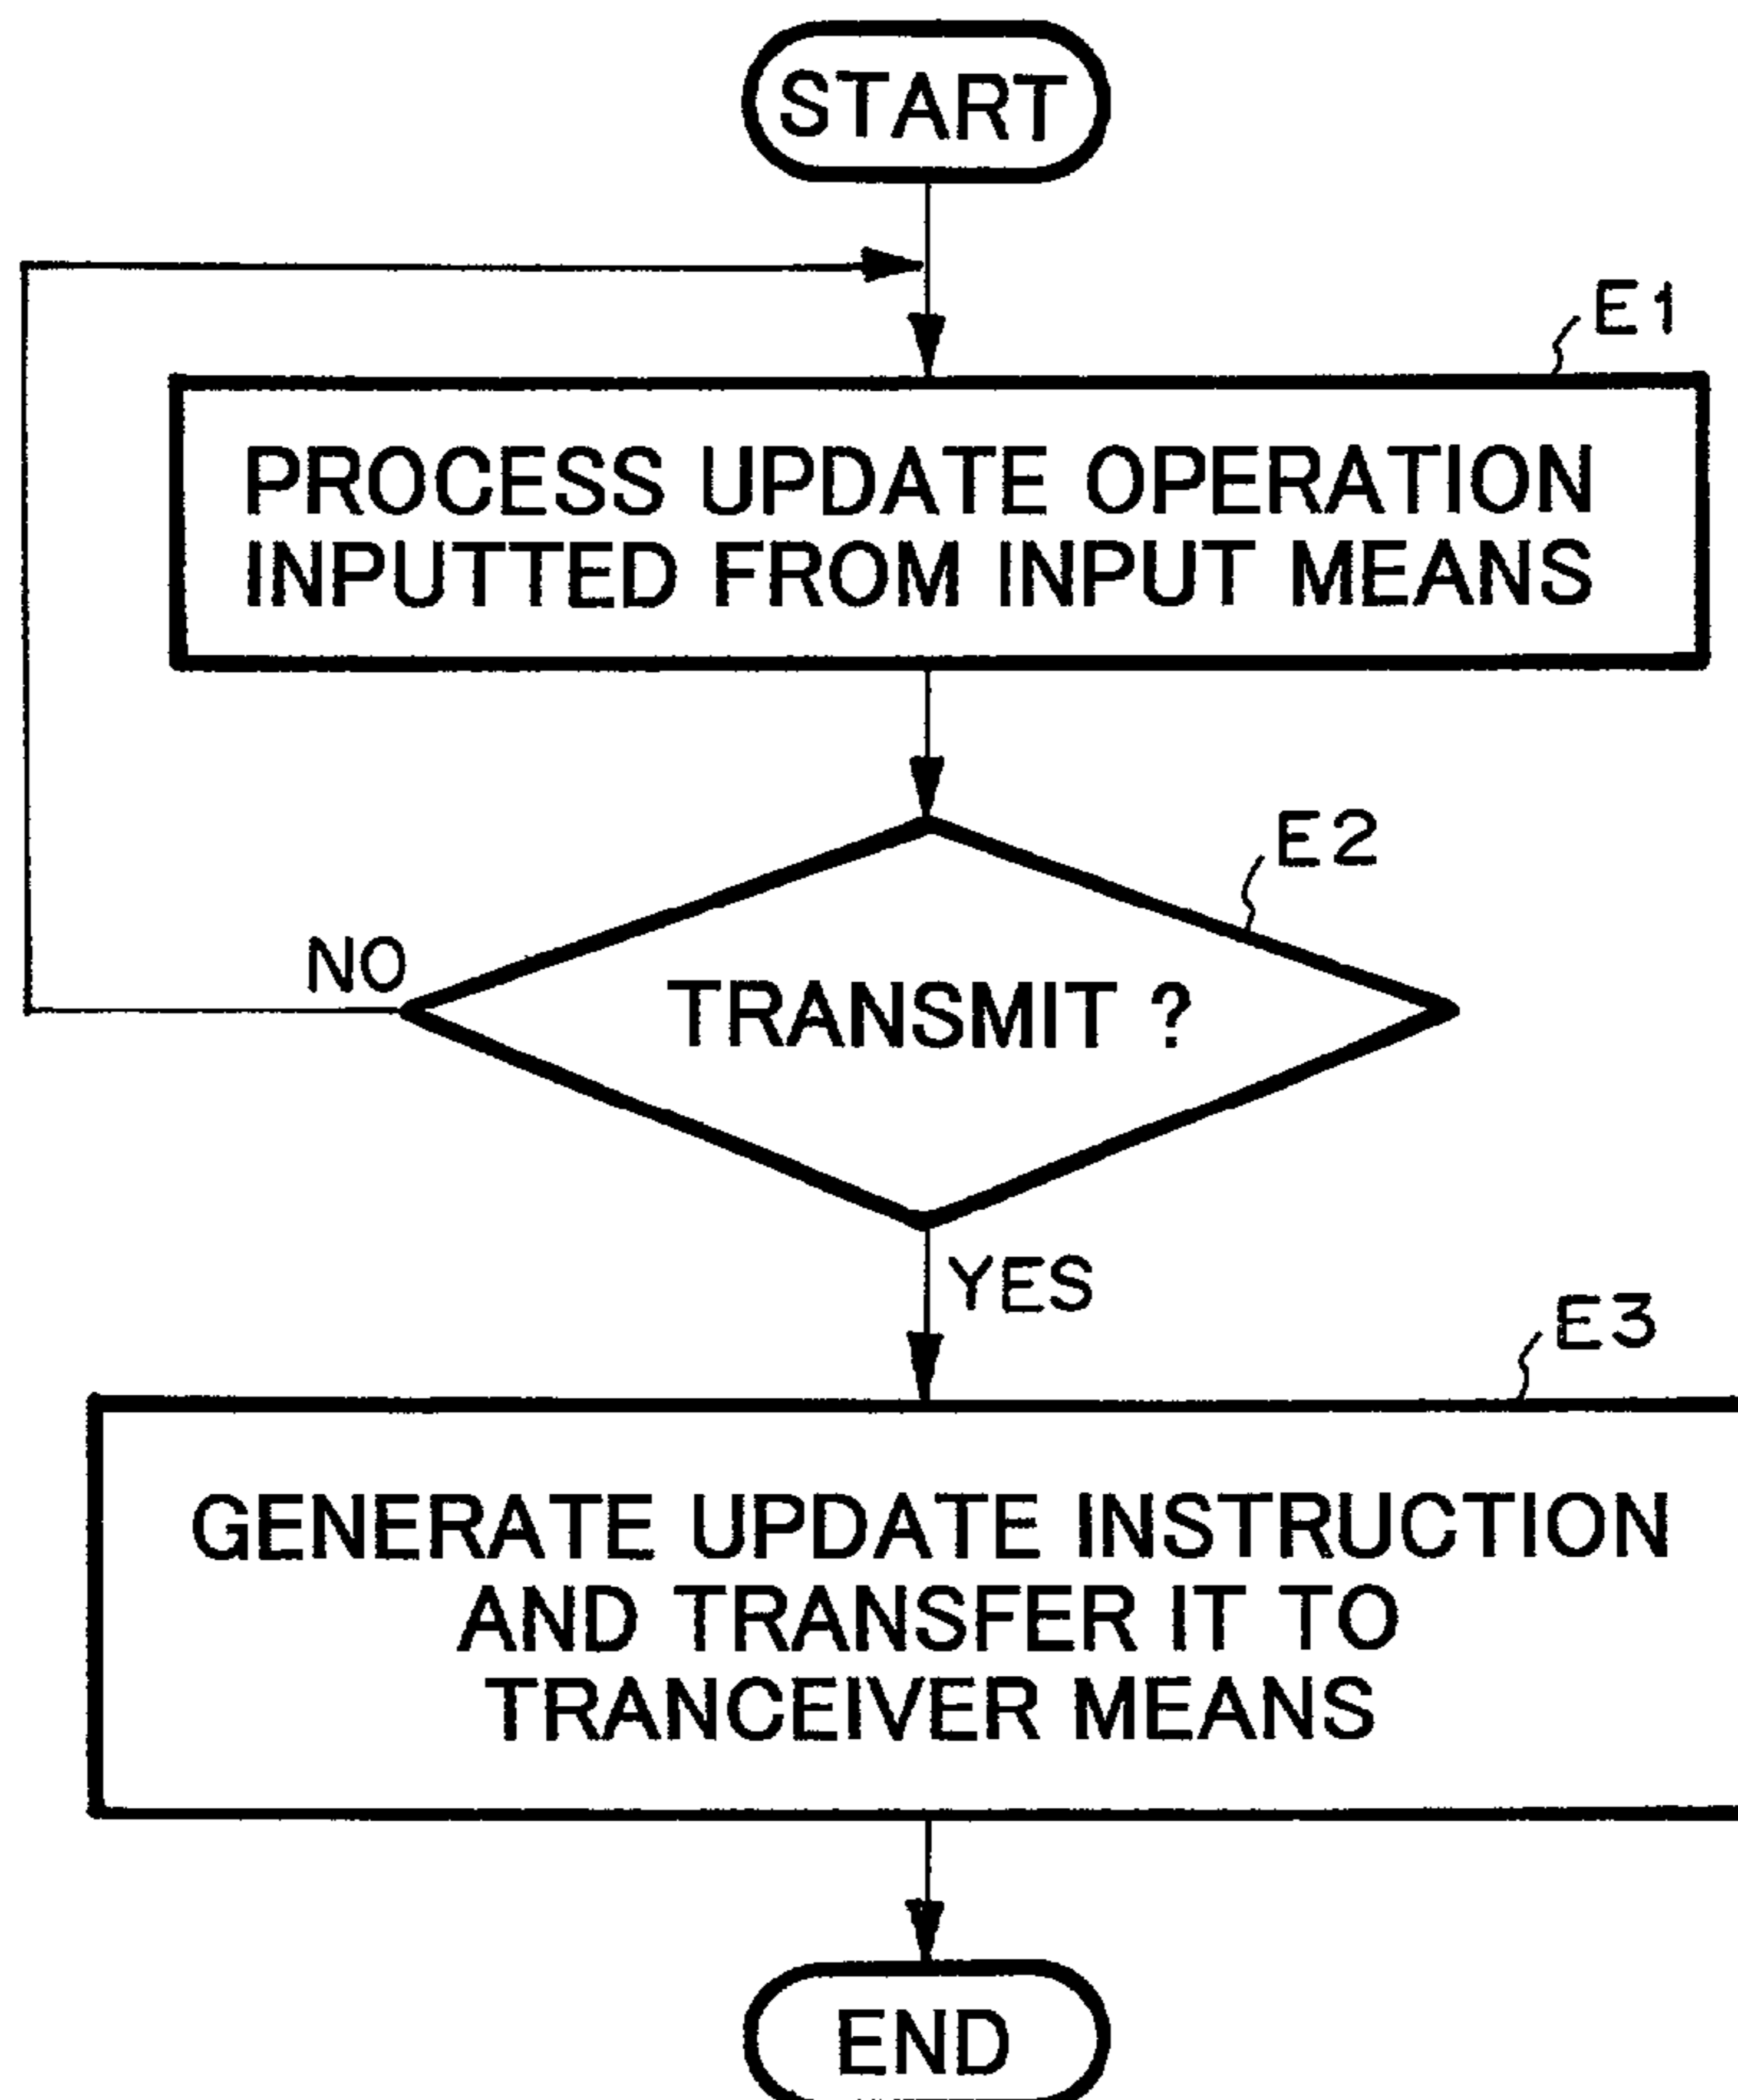 START
E1
PROCESS UPDATE OPERATION
INPUTTED FROM INPUT MEANS
E2
NO
TRANSMIT ?
YES
E3
GENERATE UPDATE INSTRUCTION
AND TRANSFER IT TO
TRANCEIVER MEANS
END